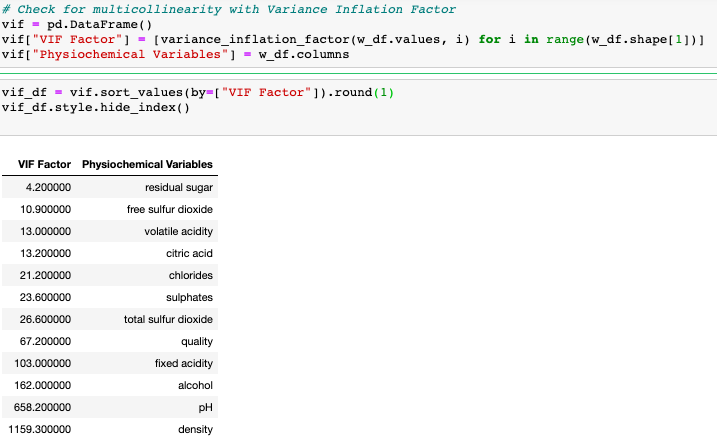 # Check for multicollinearity with Variance Inflation Factor
vif = pd.DataFrame()
vif["VIF Factor"] = [variance_inflation_factor(w_df.values, i) for i in range(w_df.shape[1])]
vif["Physiochemical Variables"] = w_df.columns
vif_df = vif.sort_values(by=["VIF Factor"]).round(1)
vif_df.style.hide_index()
VIF Factor Physiochemical Variables
4.200000 residual sugar
10.900000 free sulfur dioxide
13.000000 volatile acidity
13.200000 citric acid
21.200000 chlorides
23.600000 sulphates
26.600000 total sulfur dioxide
67.200000 quality
103.000000 fixed acidity
162.000000 alcohol
658.200000 pH
1159.300000 density